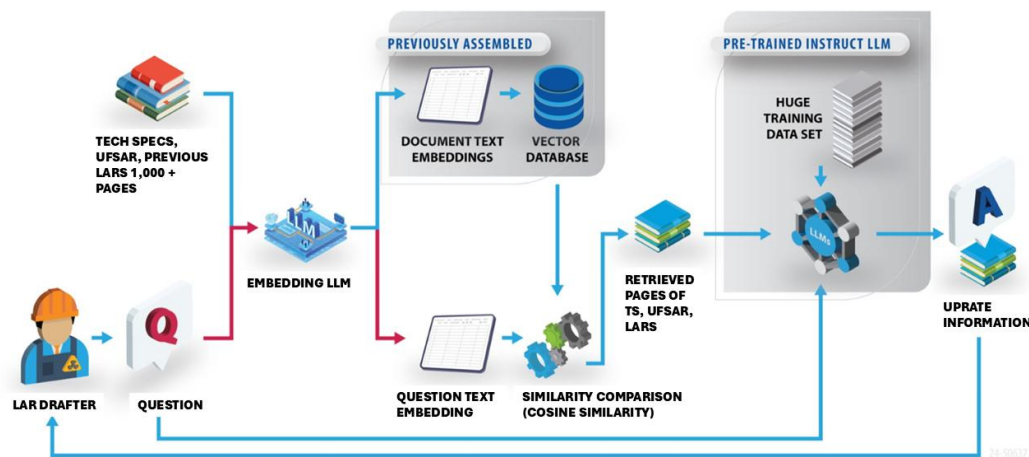 PREVIOUSLY ASSEMBLED
PRE-TRAINED INSTRUCT LLM
HUGE
TRAINING
DATA SET
TECH SPECS,
UFSAR, PREVIOUS
LARS 1,000 +
PAGES
DOCUMENT TEXT
EMBEDDINGS
VECTOR
DATABASE
LLM
EMBEDDING LLM
LLMs
A
RETRIEVED
PAGES OF
TS, UFSAR,
LARS
UPRATE
INFORMATION
Q
LAR DRAFTER
QUESTION
QUESTION TEXT
EMBEDDING
SIMILARITY COMPARISON
(COSINE SIMILARITY)